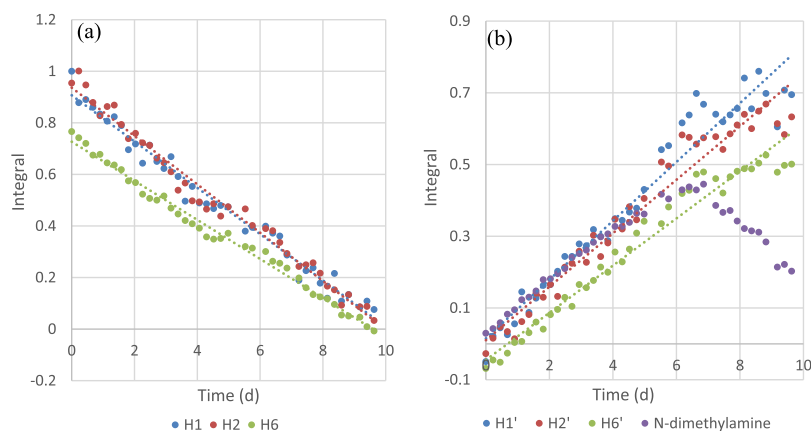 (a)
1.2
1
0.8
0.6
0.4
0.2
0
-0.2
Integral
0 2 4 6 8 10
Time (d)
H1 H2 H6
(b)
0.9
0.7
0.5
0.3
0.1
-0.1
Integral
0 2 4 6 8 10
Time (d)
H1' H2' H6' N-dimethylamine